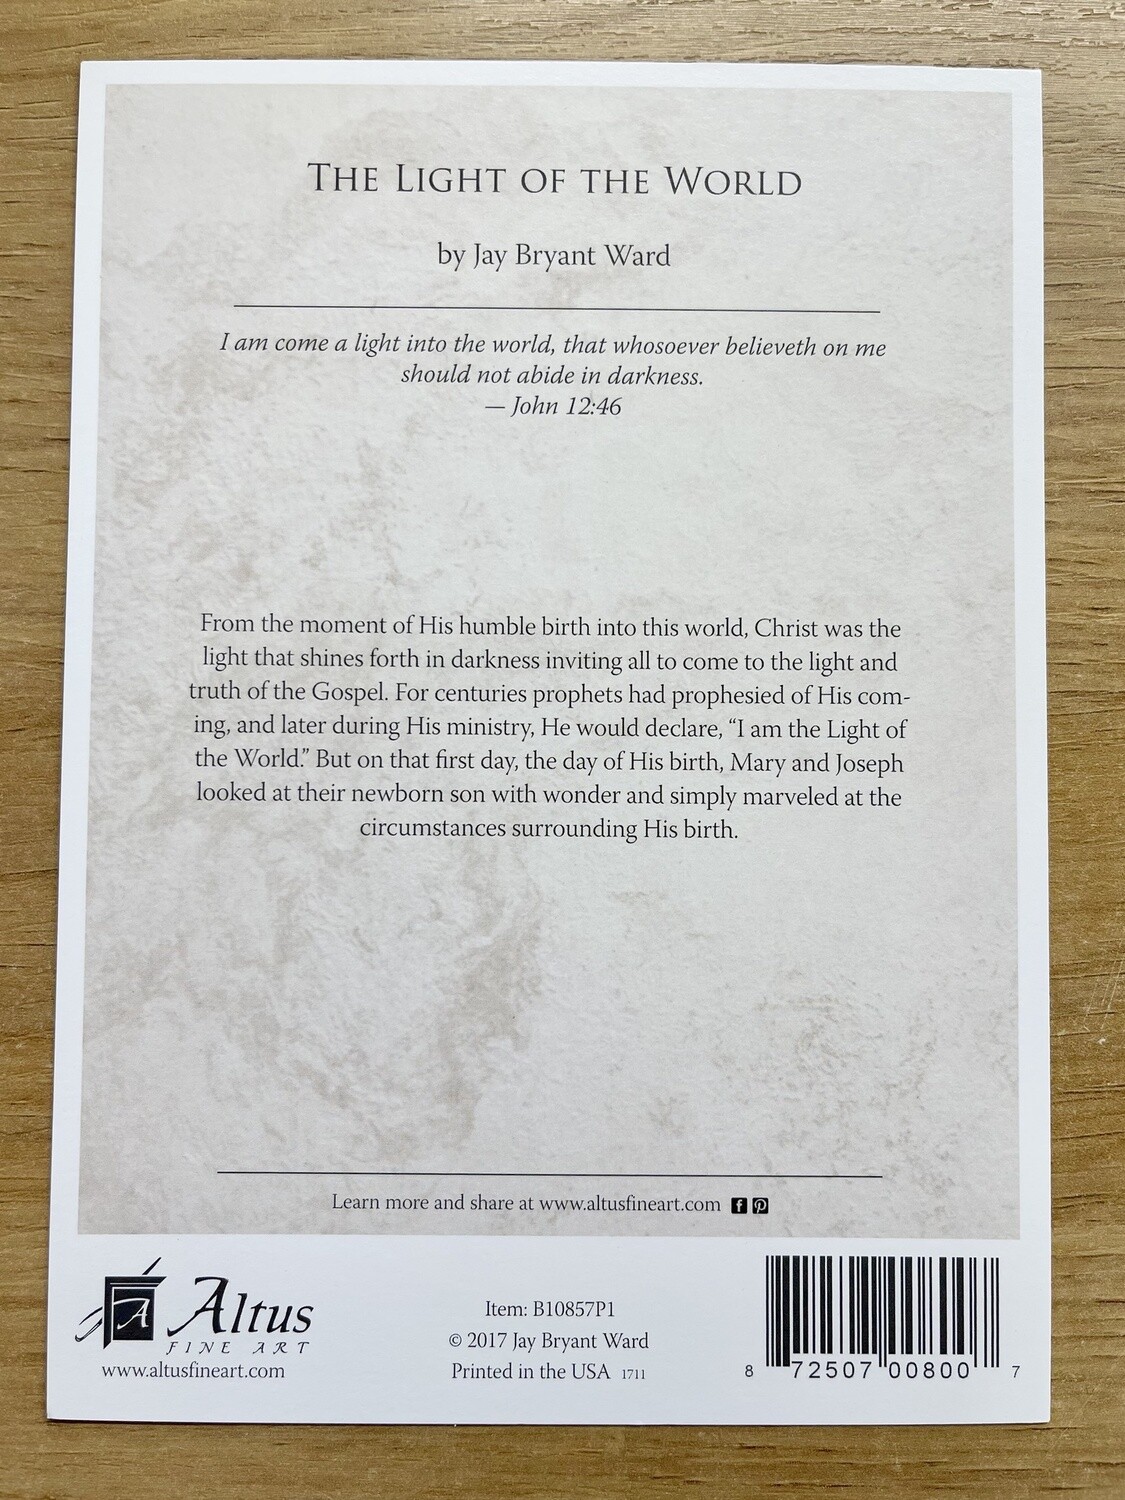 THE LIGHT OF THE WORLD
by Jay Bryant Ward
I am come a light into the world, that whosoever believeth on me
should not abide in darkness.
— John 12:46
From the moment of His humble birth into this world, Christ was the
light that shines forth in darkness inviting all to come to the light and
truth of the Gospel. For centuries prophets had prophesied of His com-
ing, and later during His ministry, He would declare, “I am the Light of
the World.” But on that first day, the day of His birth, Mary and Joseph
looked at their newborn son with wonder and simply marveled at the
circumstances surrounding His birth.
Learn more and share at www.altusfineart.com
A Altus
FINE ART
www.altusfineart.com
Item: B10857P1
© 2017 Jay Bryant Ward
Printed in the USA 1711
8 72507 00800 7